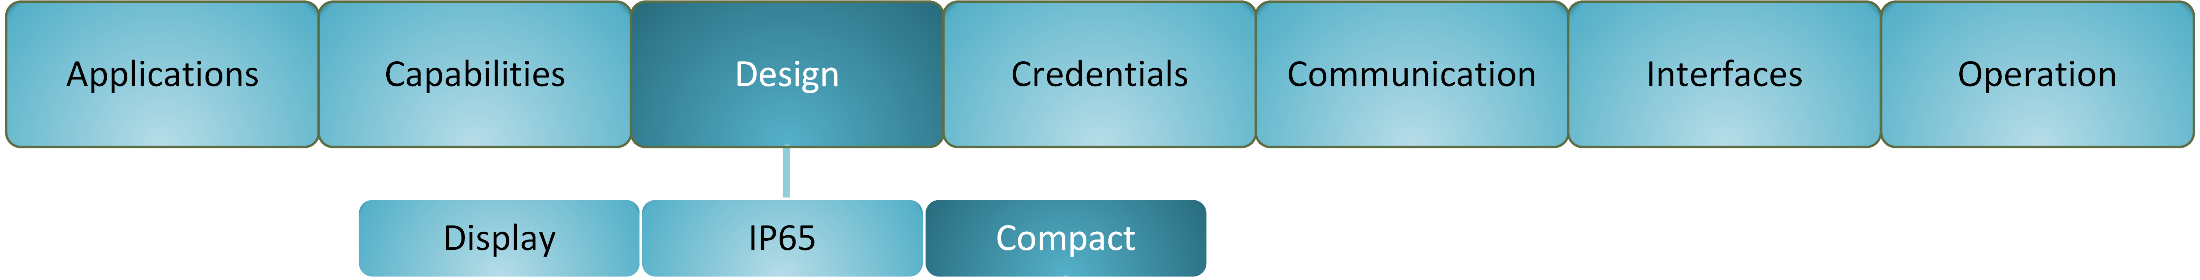 Applications Capabilities Design Credentials Communication Interfaces Operation
Display IP65 Compact